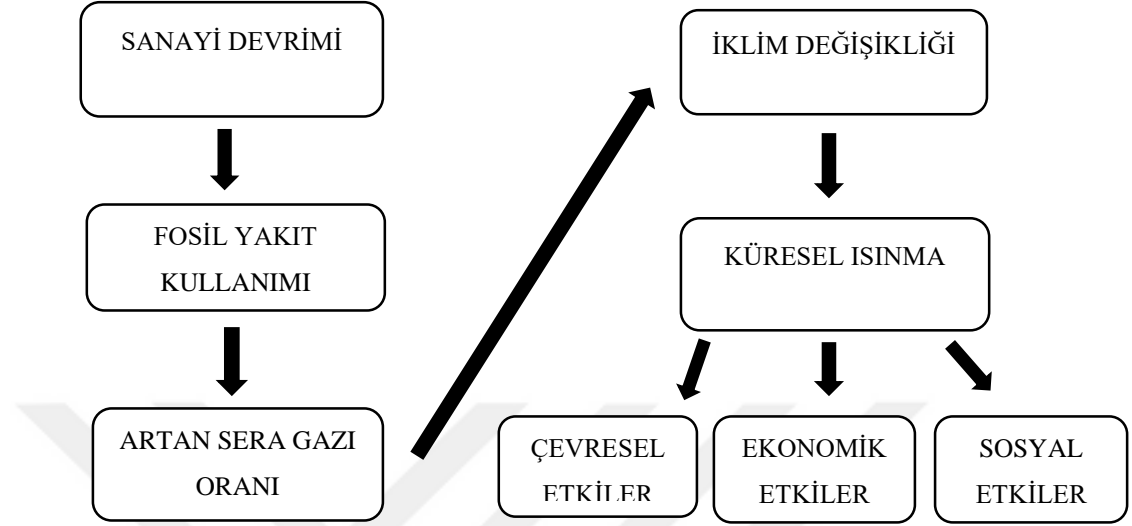 SANAYİ DEVRİMİ
FOSİL YAKIT
KULLANIMI
ARTAN SERA GAZI
ORANI
İKLİM DEĞİŞİKLİĞİ
KÜRESEL ISINMA
ÇEVRESEL
ETKİLER
EKONOMİK
ETKİLER
SOSYAL
ETKİLER